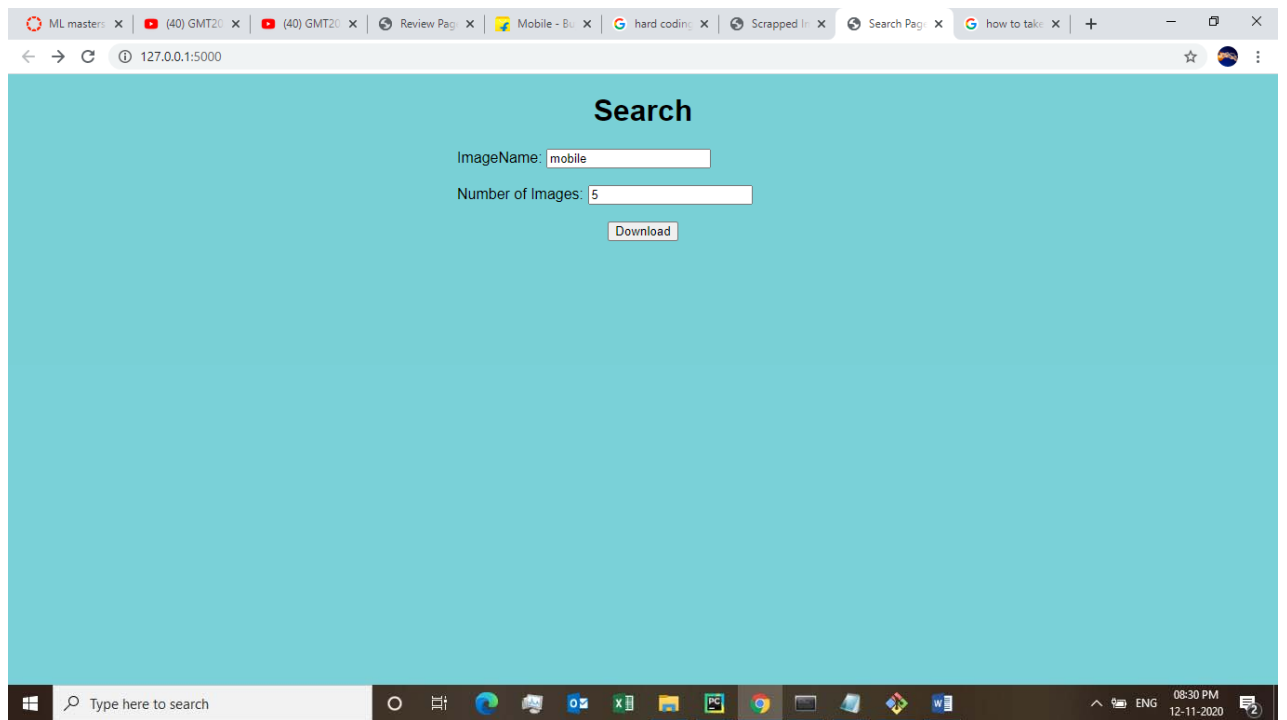 ML masters
(40) GMT20
(40) GMT20
Review Pag
Mobile - Bu
hard coding
Scrapped In
Search Page
how to take
127.0.0.1:5000
Search
ImageName: mobile
Number of Images: 5
Download
Type here to search
ENG
08:30 PM
12-11-2020
2